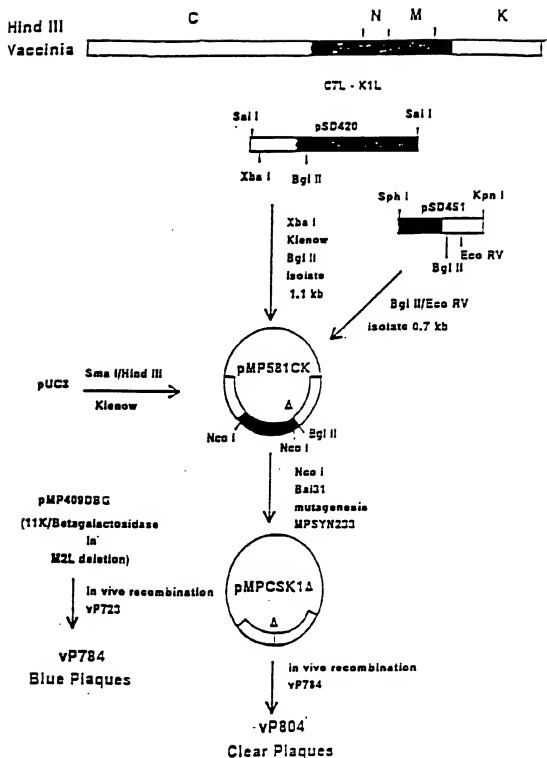 Hind III
Vaccinia
C N M K
C7L - K1L
pSD420
Sal I Sal I
Xba I Bgl II
pSD451
Sph I Kpn I
Bgl II Eco RV
Xba I
Klenow
Bgl II
Isolate
1.1 kb
Bgl II/Eco RV
isolate 0.7 kb
pUC8 Sma I/Hind III
Klenow
pMP581CK
Δ
Nco I Nco I Bgl II
Nco I
Bal31
mutagenesis
MPSYN233
pMP409DBG
(11K/Betagalactosidase
in
M2L deletion)
in vivo recombination
vP723
vP784
Blue Plaques
pMPCSK1Δ
Δ
in vivo recombination
vP784
vP804
Clear Plaques